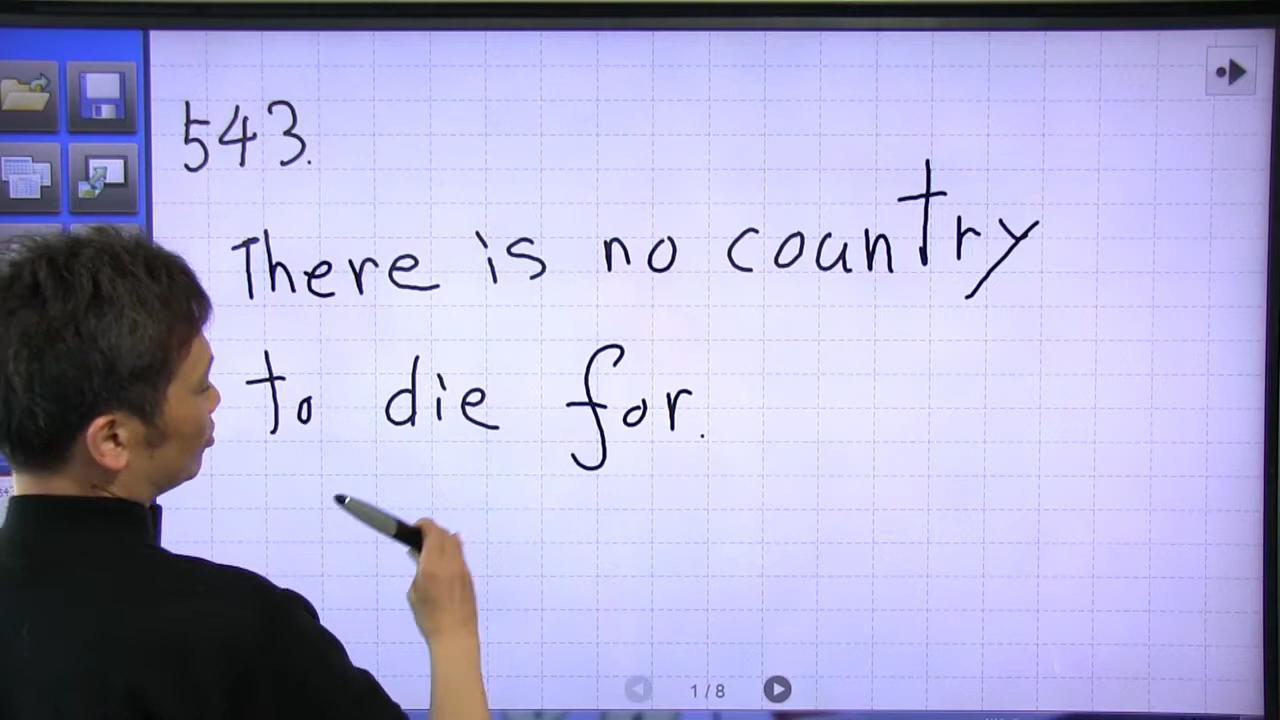 543.
There is no country
to die for.
1 / 8